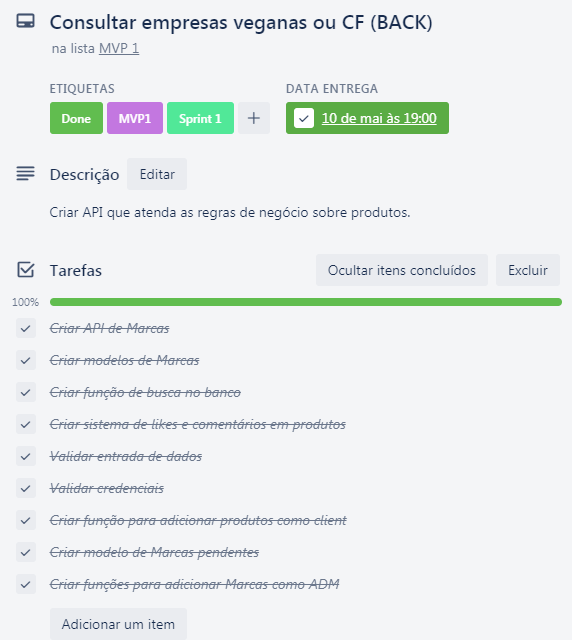 Consultar empresas veganas ou CF (BACK)
na lista MVP 1
ETIQUETAS
DATA ENTREGA
Done
MVP1
Sprint 1
+
10 de mai às 19:00
Descrição
Editar
Criar API que atenda as regras de negócio sobre produtos.
Tarefas
Ocultar itens concluídos
Excluir
100%
Criar API de Marcas
Criar modelos de Marcas
Criar função de busca no banco
Criar sistema de likes e comentários em produtos
Validar entrada de dados
Validar credenciais
Criar função para adicionar produtos como client
Criar modelo de Marcas pendentes
Criar funções para adicionar Marcas como ADM
Adicionar um item